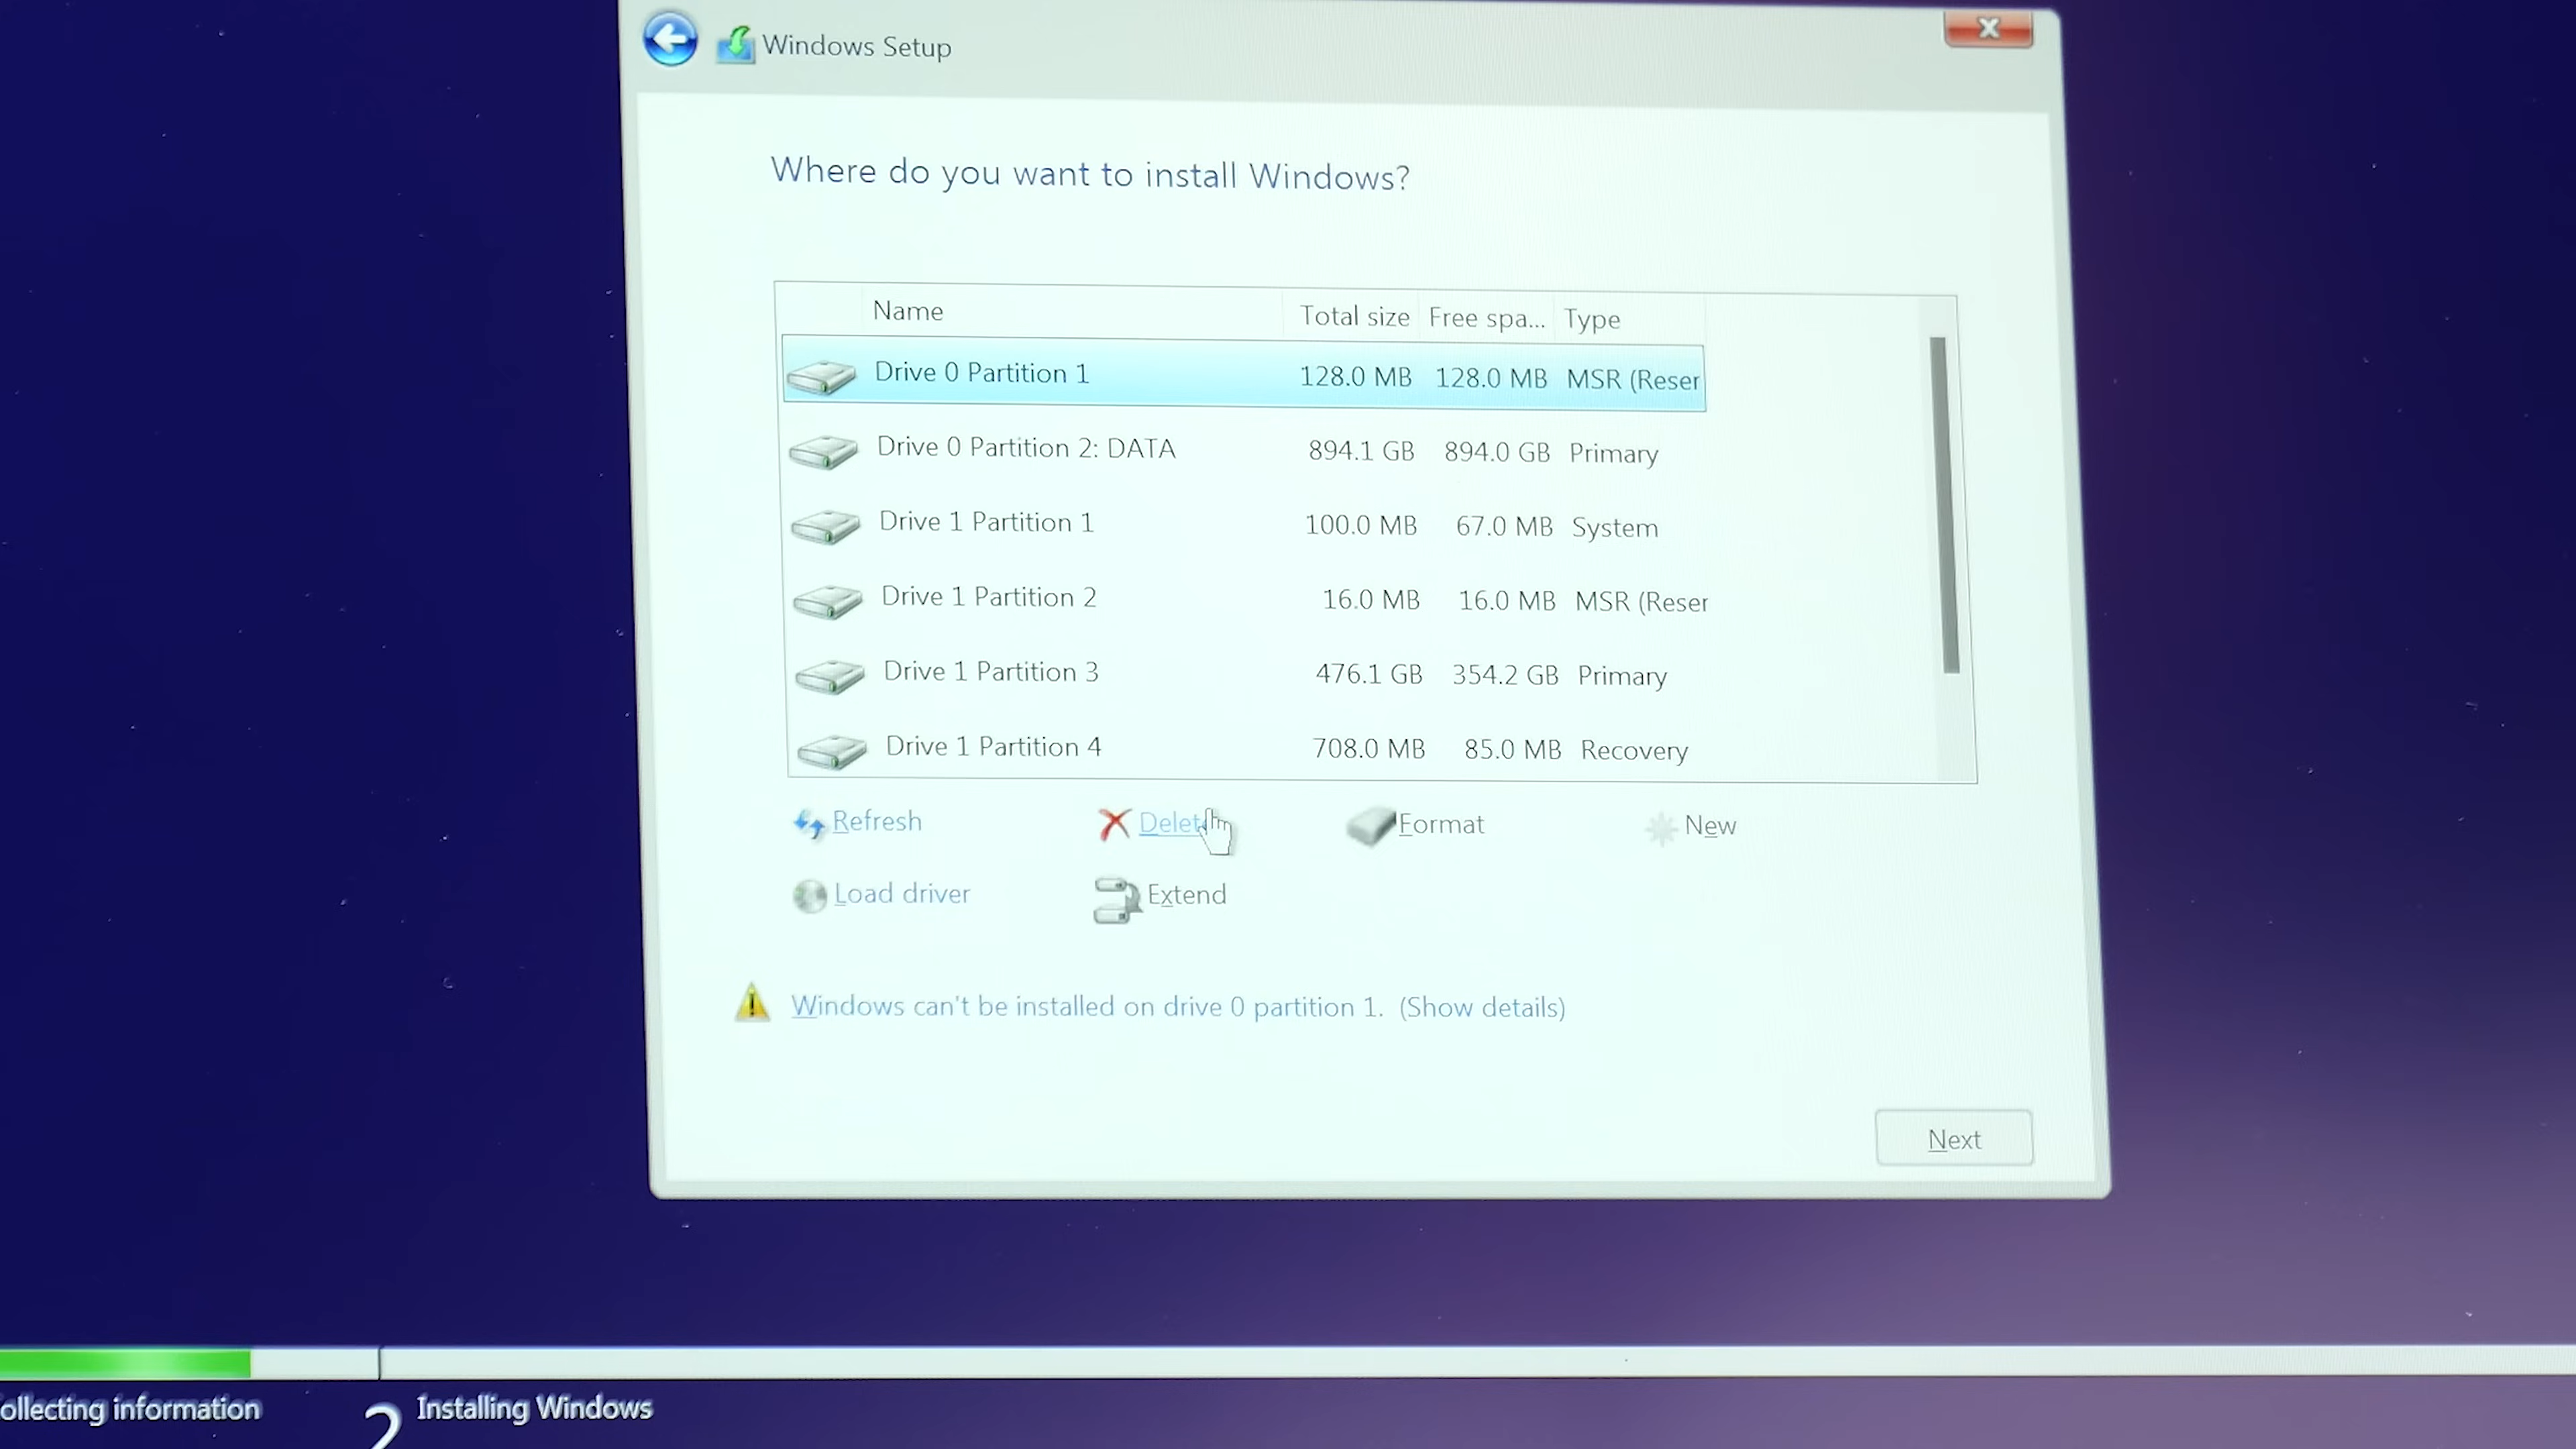 Windows Setup
Where do you want to install Windows?
Name Total size Free spa... Type
Drive 0 Partition 1 128.0 MB 128.0 MB MSR (Reser
Drive 0 Partition 2: DATA 894.1 GB 894.0 GB Primary
Drive 1 Partition 1 100.0 MB 67.0 MB System
Drive 1 Partition 2 16.0 MB 16.0 MB MSR (Reser
Drive 1 Partition 3 476.1 GB 354.2 GB Primary
Drive 1 Partition 4 708.0 MB 85.0 MB Recovery
Refresh Delet Format New
Load driver Extend
Windows can't be installed on drive 0 partition 1. (Show details)
Next
ollecting information 2 Installing Windows